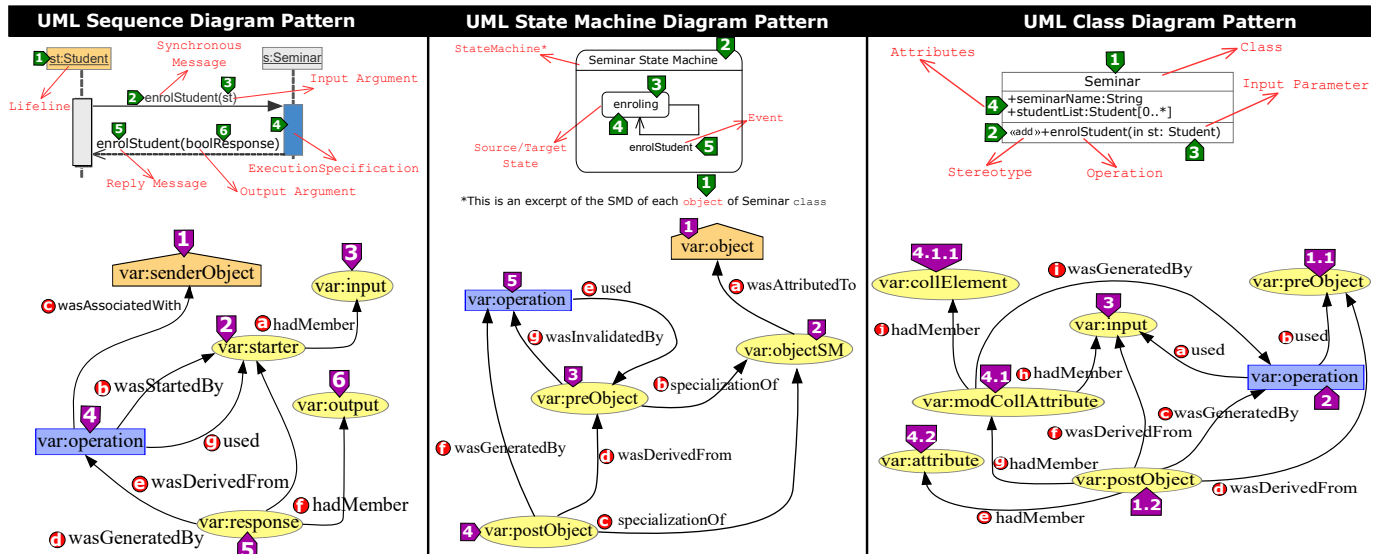 UML Sequence Diagram Pattern
1
st:Student
Synchronous
Message
s:Seminar
3
Input Argument
2
enrolStudent(st)
Lifeline
5
6
4
enrolStudent(boolResponse)
ExecutionSpecification
Reply Message
Output Argument
1
var:senderObject
3
var:input
c wasAssociatedWith
a hadMember
2
var:starter
b wasStartedBy
6
var:output
4
var:operation
g used
e wasDerivedFrom
f hadMember
var:response
d wasGeneratedBy
5
UML State Machine Diagram Pattern
StateMachine*
2
Seminar State Machine
3
enroling
4
Event
enrolStudent
5
Source/Target
State
1
*This is an excerpt of the SMD of each object of Seminar class
1
var:object
5
var:operation
e used
a wasAttributedTo
g wasInvalidatedBy
2
var:objectSM
3
var:preObject
b specializationOf
f wasGeneratedBy
d wasDerivedFrom
c specializationOf
4
var:postObject
UML Class Diagram Pattern
Attributes
Class
1
Seminar
Input Parameter
4
+seminarName:String
+studentList:Student[0..*]
2
«add»+enrolStudent(in st: Student)
3
Stereotype
Operation
4.1.1
var:collElement
i wasGeneratedBy
1.1
var:preObject
3
var:input
j hadMember
b used
a used
4.1
h hadMember
var:operation
2
var:modCollAttribute
c wasGeneratedBy
f wasDerivedFrom
4.2
var:attribute
g hadMember
var:postObject
d wasDerivedFrom
1.2
e hadMember